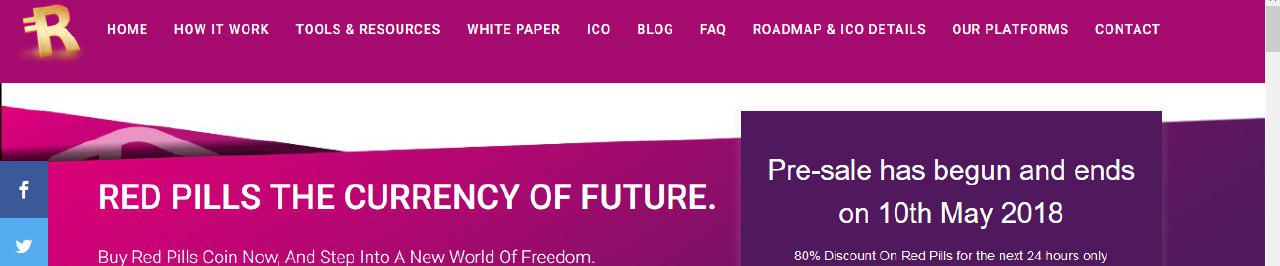 HOME HOW IT WORK TOOLS & RESOURCES WHITE PAPER ICO BLOG FAQ ROADMAP & ICO DETAILS OUR PLATFORMS CONTACT
RED PILLS THE CURRENCY OF FUTURE.
Buy Red Pills Coin Now, And Step Into A New World Of Freedom.
Pre-sale has begun and ends
on 10th May 2018
80% Discount On Red Pills for the next 24 hours only